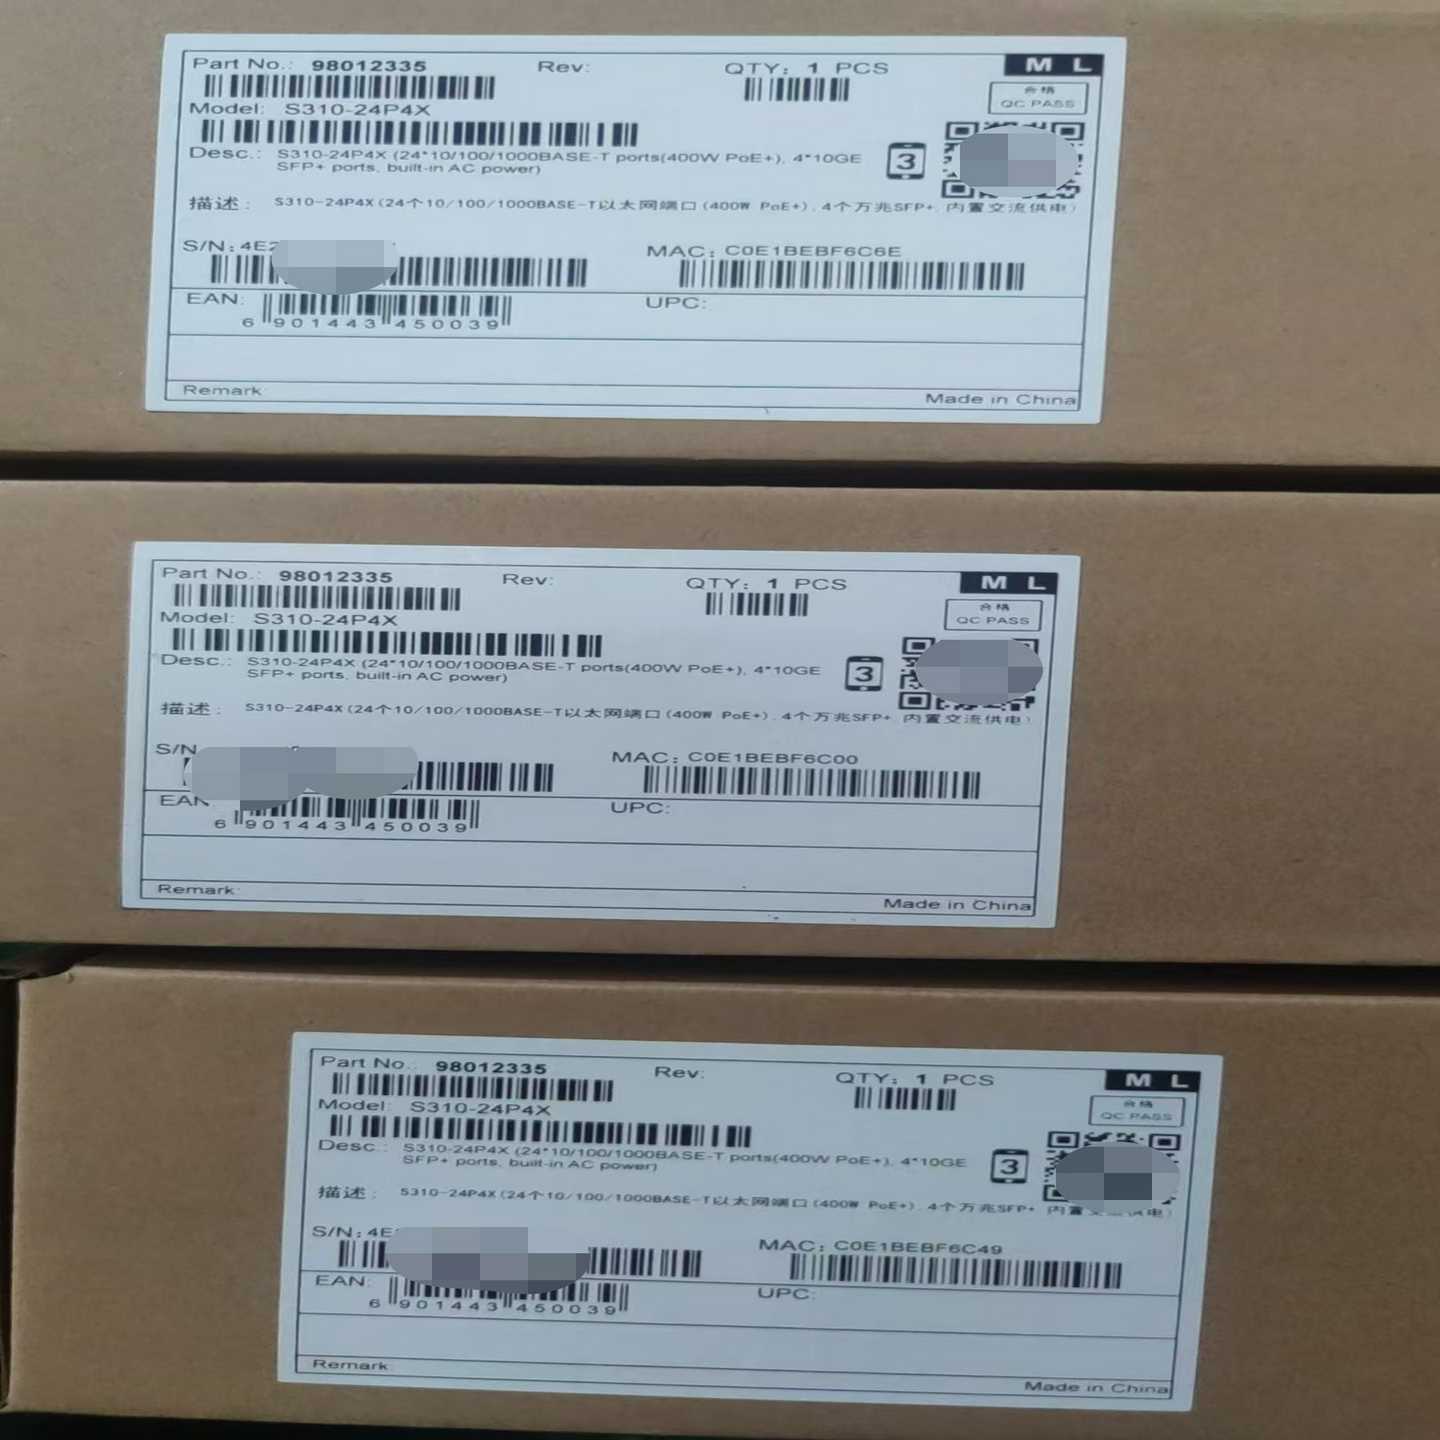 Part No.: 98012335 Rev: QTY: 1 PCS M L
合格
QC PASS
Model: S310-24P4X
Desc.: S310-24P4X (24*10/100/1000BASE-T ports(400W PoE+), 4*10GE
SFP+ ports, built-in AC power)
3
描述: S310-24P4X(24个10/100/1000BASE-T以太网端口(400W PoE+),4个万兆SFP+,内置交流供电)
S/N: 4E2 MAC: C0E1BEBF6C6E
EAN: 6 901443 450039 UPC:
Remark:
Made in China
Part No.: 98012335 Rev: QTY: 1 PCS M L
合格
QC PASS
Model: S310-24P4X
Desc.: S310-24P4X (24*10/100/1000BASE-T ports(400W PoE+), 4*10GE
SFP+ ports, built-in AC power)
3
描述: S310-24P4X(24个10/100/1000BASE-T以太网端口(400W PoE+),4个万兆SFP+,内置交流供电)
S/N MAC: C0E1BEBF6C00
EAN 6 901443 450039 UPC:
Remark:
Made in China
Part No.: 98012335 Rev: QTY: 1 PCS M L
合格
QC PASS
Model: S310-24P4X
Desc.: S310-24P4X (24*10/100/1000BASE-T ports(400W PoE+), 4*10GE
SFP+ ports, built-in AC power)
3
描述: S310-24P4X(24个10/100/1000BASE-T以太网端口(400W PoE+),4个万兆SFP+,内置交流供电)
S/N: 4E MAC: C0E1BEBF6C49
EAN: 6 901443 450039 UPC:
Remark:
Made in China